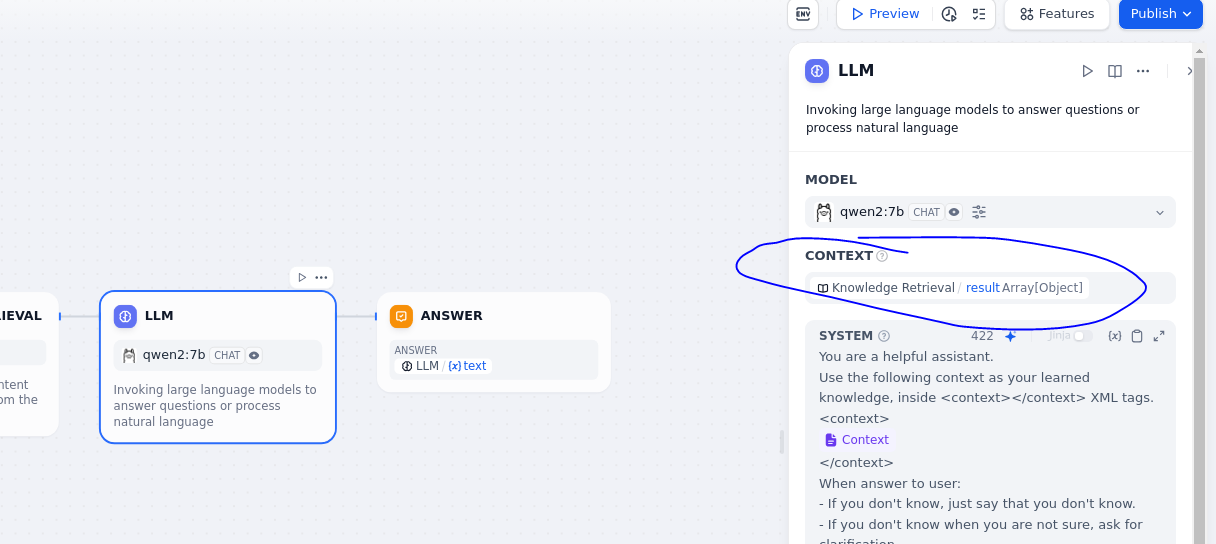 ENV
Preview
Features
Publish
LLM
Invoking large language models to answer questions or
process natural language
MODEL
qwen2:7b CHAT
CONTEXT ?
Knowledge Retrieval / result Array[Object]
SYSTEM ? 422 Jinja {x}
You are a helpful assistant.
Use the following context as your learned
knowledge, inside <context></context> XML tags.
<context>
Context
</context>
When answer to user:
- If you don't know, just say that you don't know.
- If you don't know when you are not sure, ask for
clarification
IEVAL
ntent
om the
LLM
qwen2:7b CHAT
Invoking large language models to
answer questions or process
natural language
ANSWER
ANSWER
LLM / {x} text